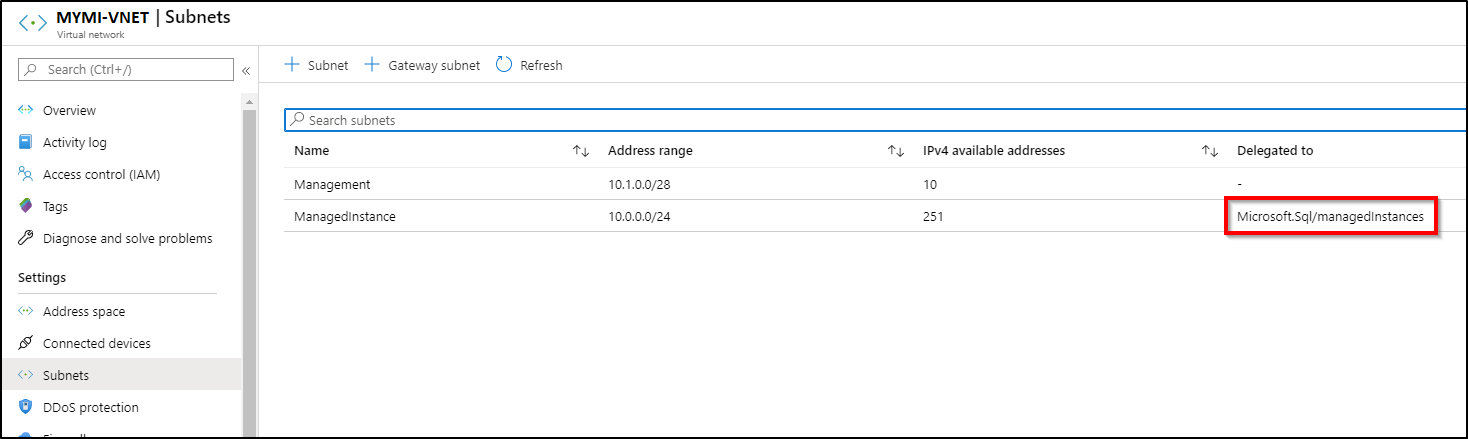 MYMI-VNET | Subnets
Virtual network
Search (Ctrl+/)
«
Overview
Activity log
Access control (IAM)
Tags
Diagnose and solve problems
Settings
Address space
Connected devices
Subnets
DDoS protection
+ Subnet + Gateway subnet Refresh
Search subnets
Name Address range IPv4 available addresses Delegated to
Management 10.1.0.0/28 10 -
ManagedInstance 10.0.0.0/24 251 Microsoft.Sql/managedInstances